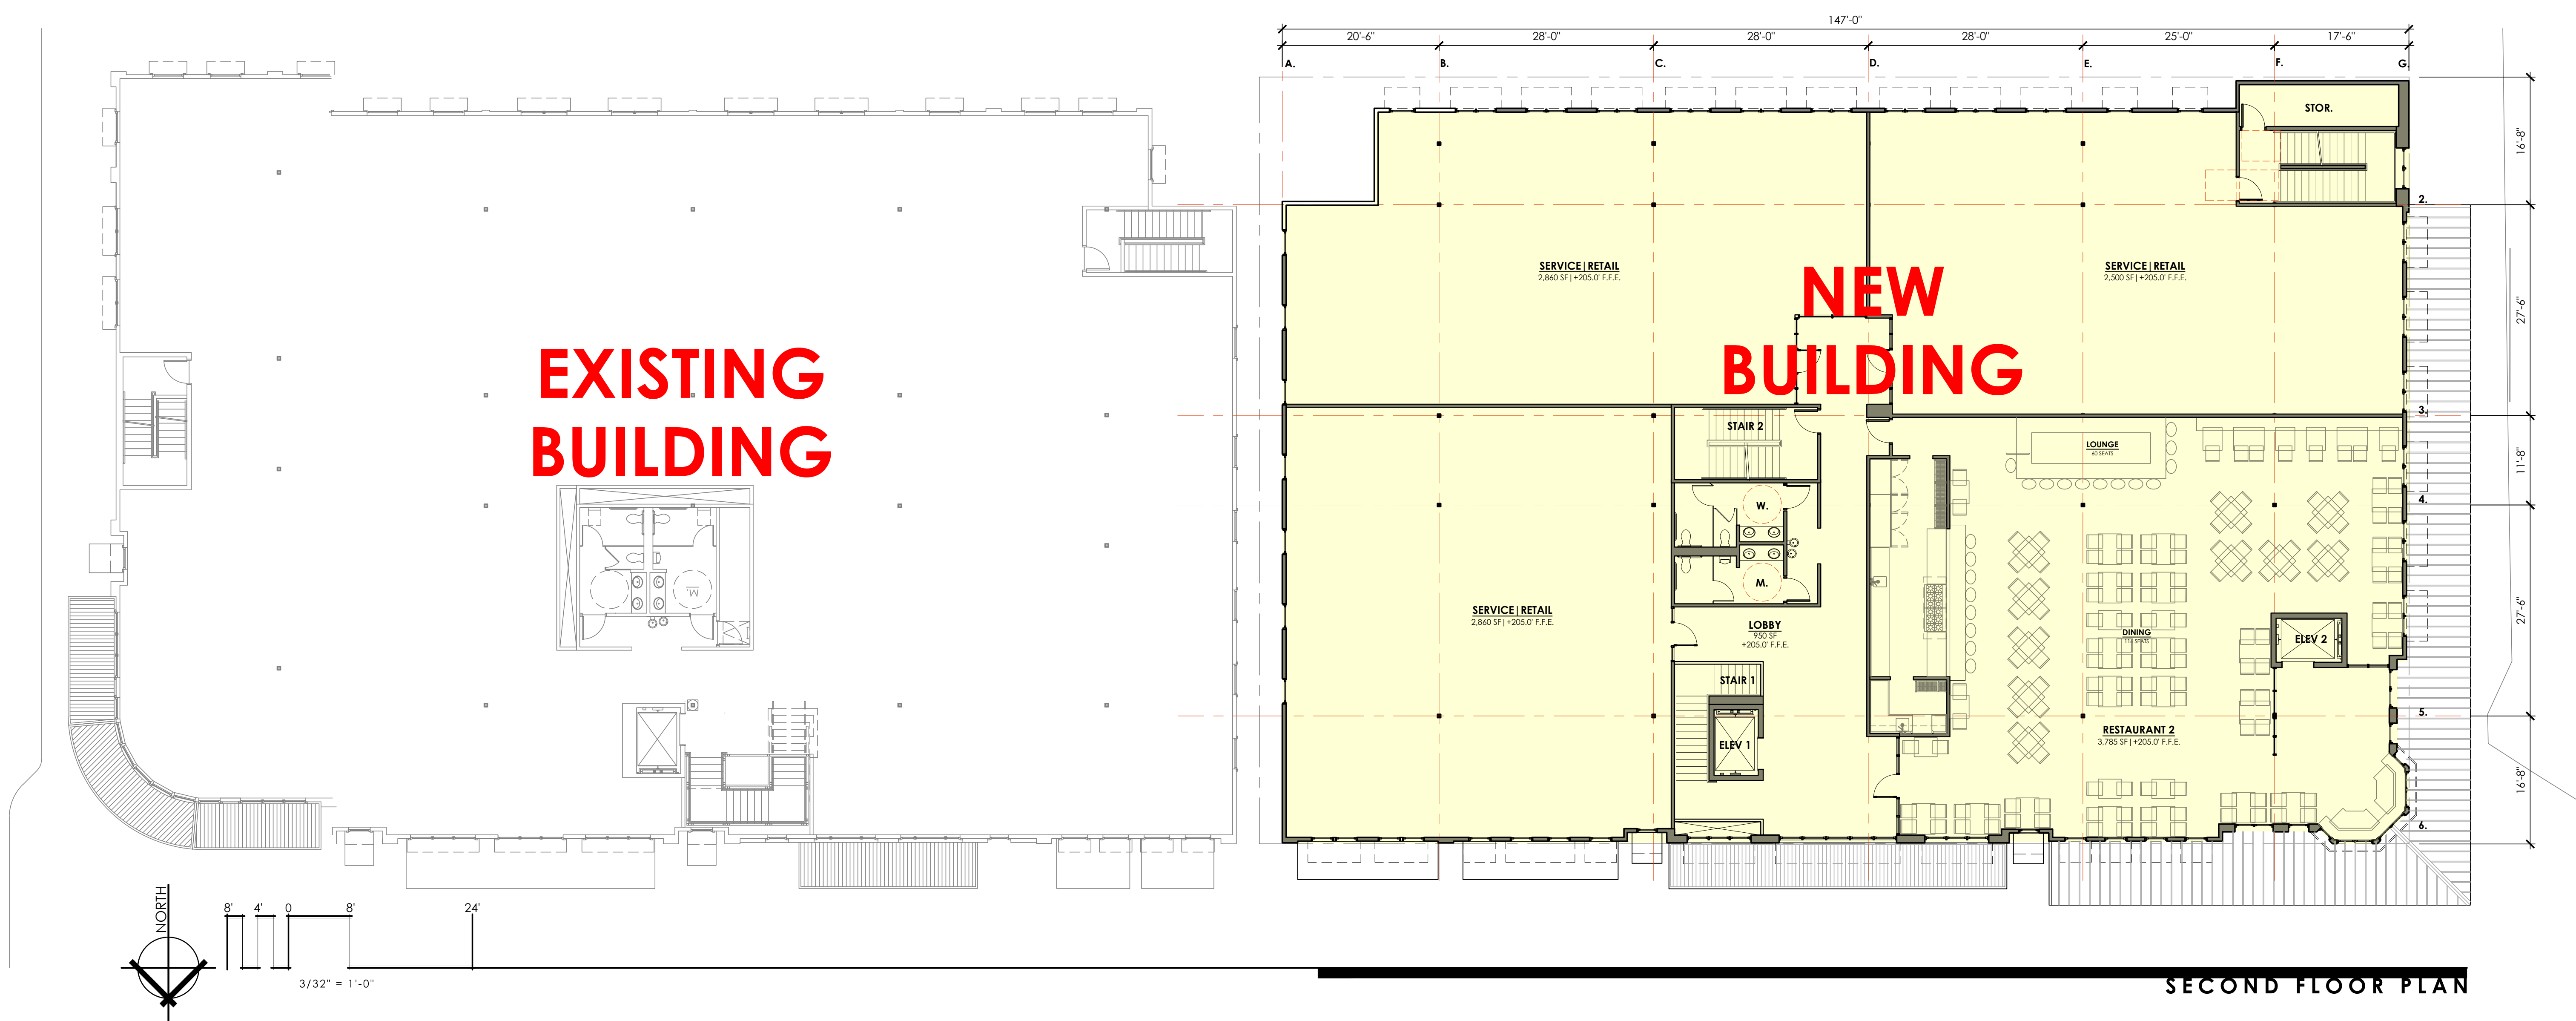 147'-0"
20'-6"
28'-0"
28'-0"
28'-0"
25'-0"
17'-6"
A.
B.
C.
D.
E.
F.
G.
STOR.
16'-8"
2.
SERVICE|RETAIL
2,860 SF|+205.0' F.F.E.
SERVICE|RETAIL
2,500 SF|+205.0' F.F.E.
NEW
BUILDING
27'-6"
EXISTING
BUILDING
3.
STAIR 2
LOUNGE
60 SEATS
11'-8"
4.
W.
M.
M.
SERVICE|RETAIL
2,860 SF|+205.0' F.F.E.
LOBBY
950 SF
+205.0' F.F.E.
DINING
ELEV 2
27'-6"
STAIR 1
5.
ELEV 1
RESTAURANT 2
3,785 SF|+205.0' F.F.E.
16'-8"
6.
NORTH
8'
4'
0
8'
24'
3/32" = 1'-0"
SECOND FLOOR PLAN